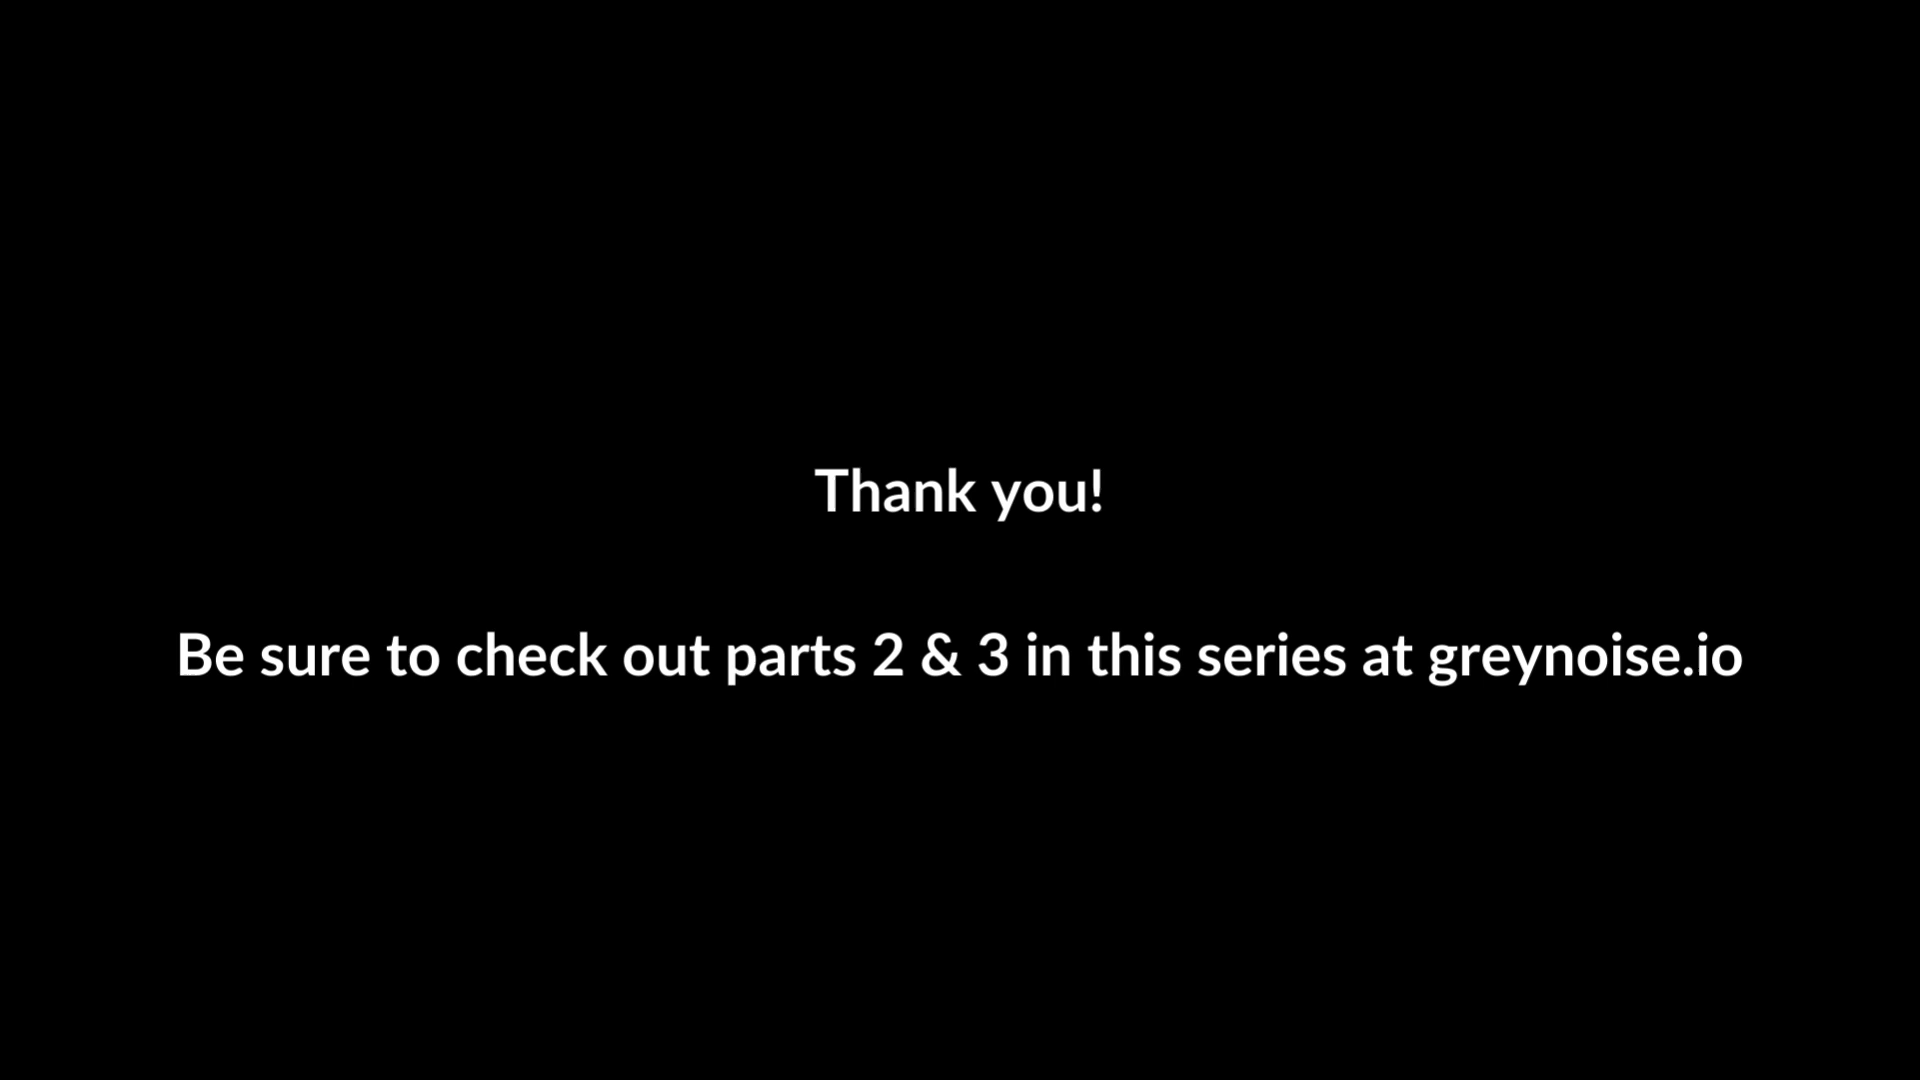 Thank you!
Be sure to check out parts 2 & 3 in this series at greynoise.io